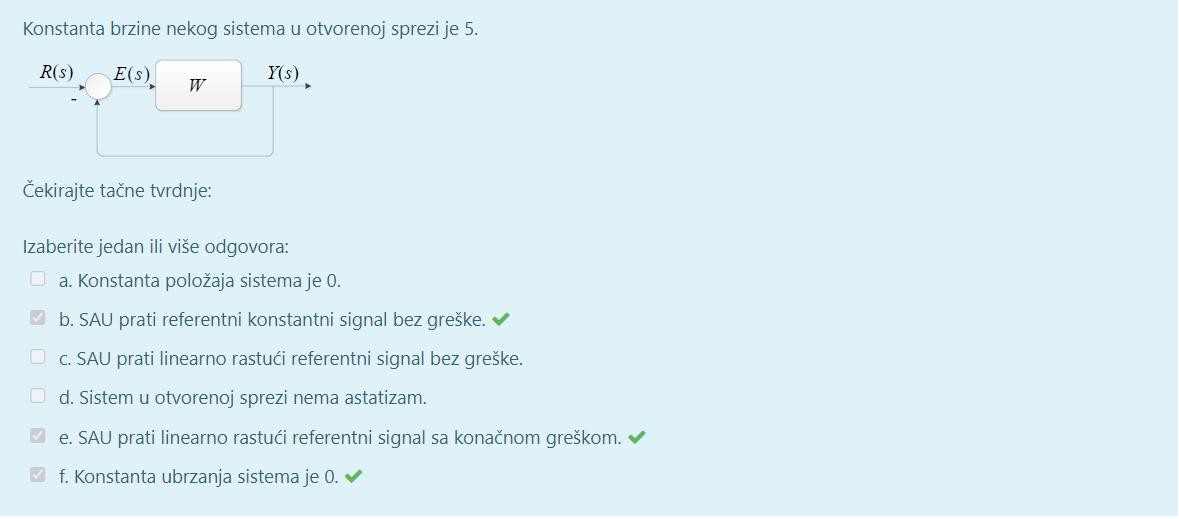 Konstanta brzine nekog sistema u otvorenoj sprezi je 5.
R(s) E(s) W Y(s)
-
Čekirajte tačne tvrdnje:
Izaberite jedan ili više odgovora:
a. Konstanta položaja sistema je 0.
b. SAU prati referentni konstantni signal bez greške.
c. SAU prati linearno rastući referentni signal bez greške.
d. Sistem u otvorenoj sprezi nema astatizam.
e. SAU prati linearno rastući referentni signal sa konačnom greškom.
f. Konstanta ubrzanja sistema je 0.